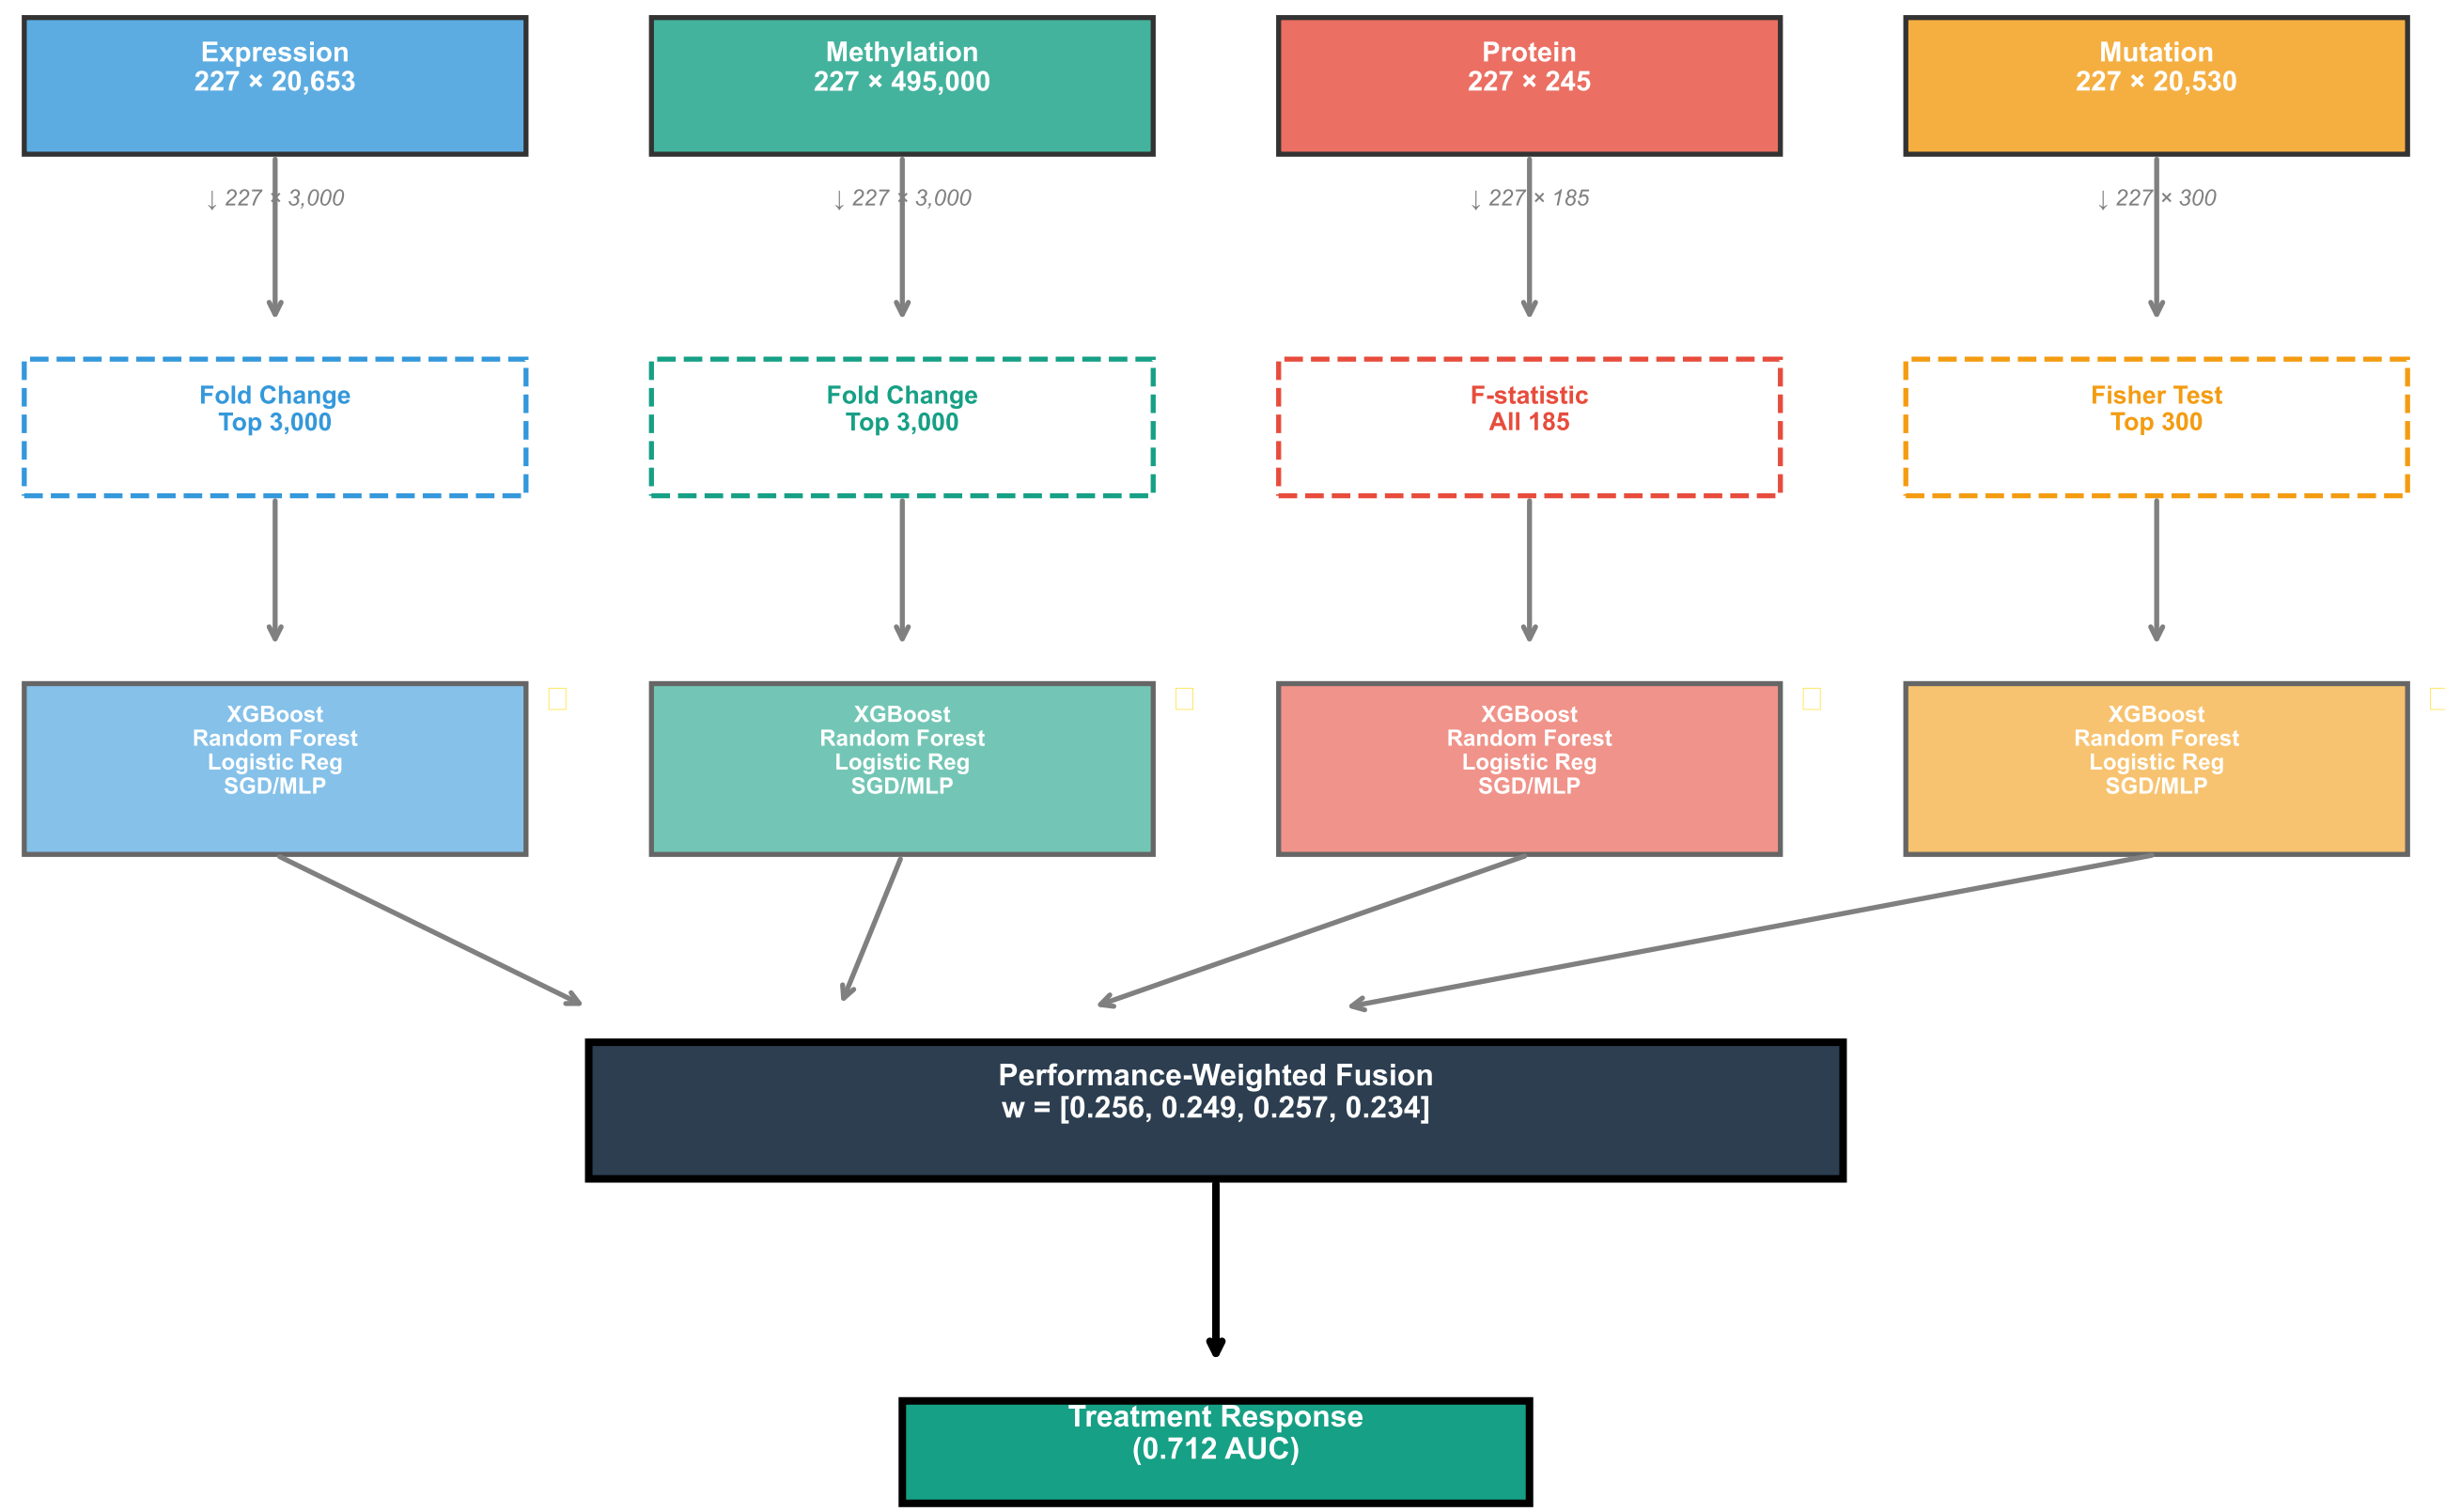 Expression
227 × 20,653
Methylation
227 × 495,000
Protein
227 × 245
Mutation
227 × 20,530
↓ 227 × 3,000
↓ 227 × 3,000
↓ 227 × 185
↓ 227 × 300
Fold Change
Top 3,000
Fold Change
Top 3,000
F-statistic
All 185
Fisher Test
Top 300
XGBoost
Random Forest
Logistic Reg
SGD/MLP
XGBoost
Random Forest
Logistic Reg
SGD/MLP
XGBoost
Random Forest
Logistic Reg
SGD/MLP
XGBoost
Random Forest
Logistic Reg
SGD/MLP
Performance-Weighted Fusion
w = [0.256, 0.249, 0.257, 0.234]
Treatment Response
(0.712 AUC)